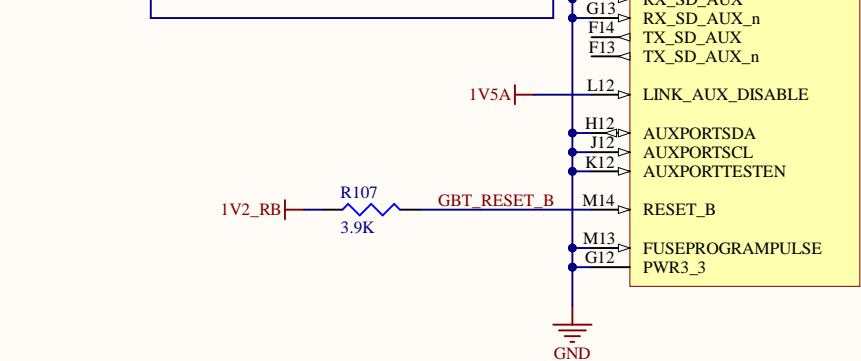 RX_SD_AUX
G13 RX_SD_AUX_n
F14 TX_SD_AUX
F13 TX_SD_AUX_n
1V5A L12 LINK_AUX_DISABLE
H12 AUXPORTSDA
J12 AUXPORTSCL
K12 AUXPORTTESTEN
R107
1V2_RB GBT_RESET_B M14 RESET_B
3.9K
M13 FUSEPROGRAMPULSE
G12 PWR3_3
GND